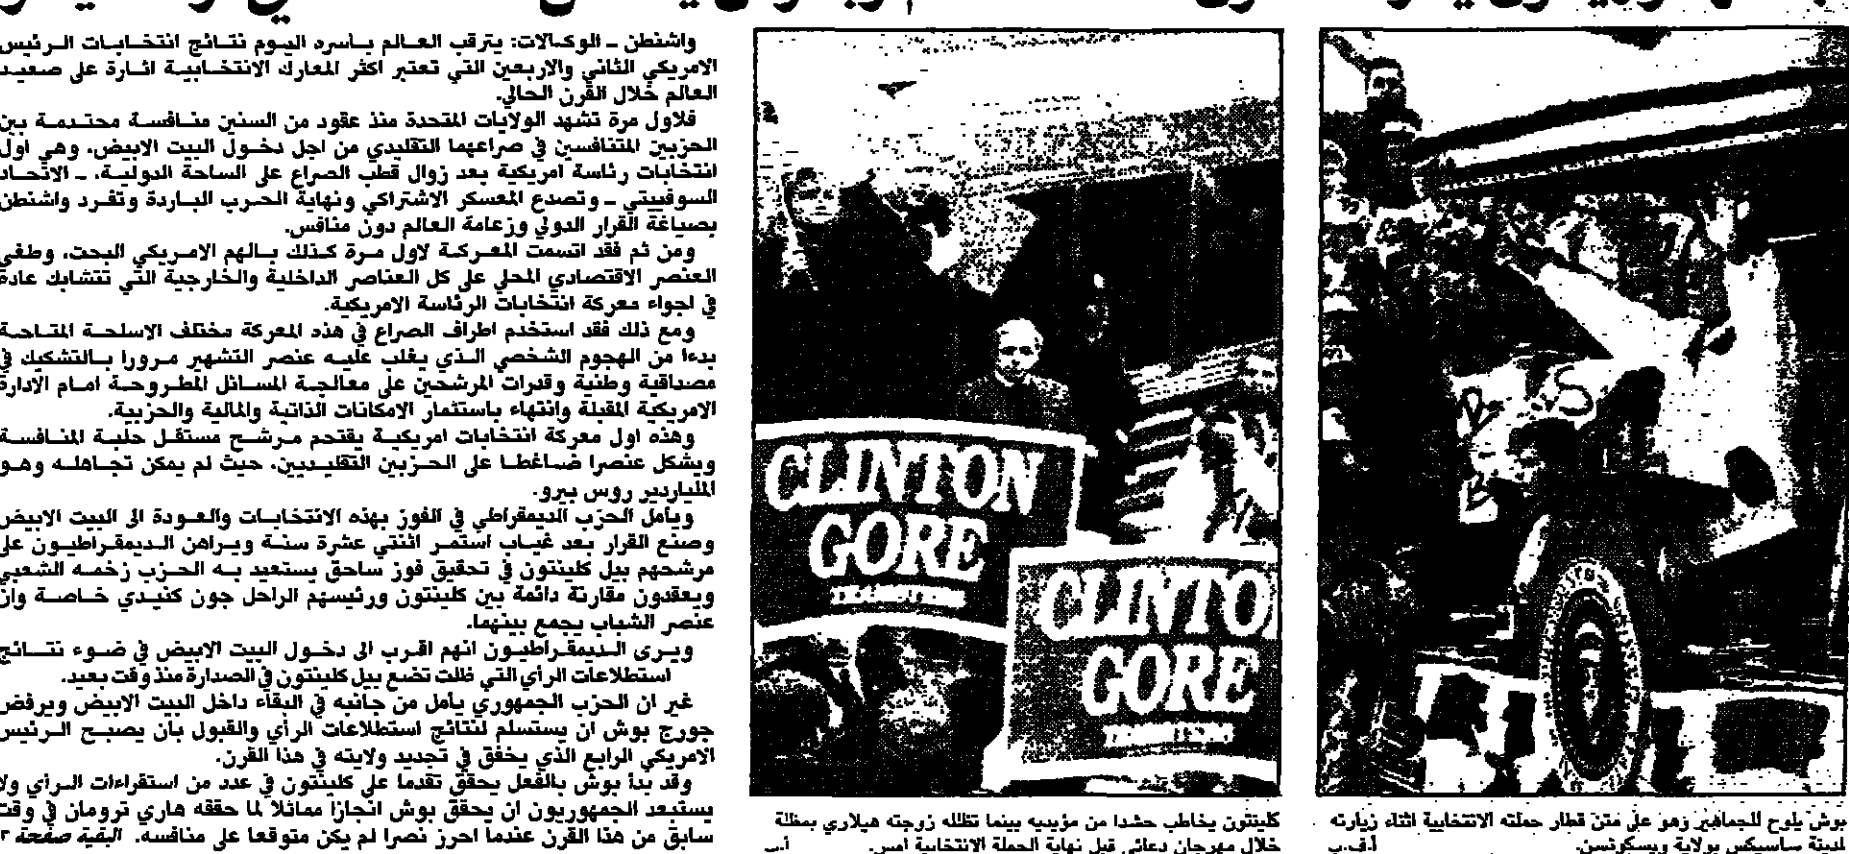 واشنطن ـ الوكالات: يترقب العالم بأسره اليوم نتائج انتخابات الرئيس
الامريكي الثاني والاربعين التي تعتبر اكثر المعارك الانتخابية اثارة على صعيد
العالم خلال القرن الحالي.
فلاول مرة تشهد الولايات المتحدة منذ عقود من السنين منافسة محتدمة بين
الحزبين المتنافسين في صراعهما التقليدي من اجل دخول البيت الابيض، وهي اول
انتخابات رئاسة امريكية بعد زوال قطب الصراع على الساحة الدولية، ـ الاتحاد
السوفييتي ـ وتصدع المعسكر الاشتراكي ونهاية الحرب الباردة وتفرد واشنطن
بصياغة القرار الدولي وزعامة العالم دون منافس.
ومن ثم فقد اتسمت المعركة لاول مرة كذلك بالهم الامريكي البحت، وطغى
العنصر الاقتصادي المحلي على كل العناصر الداخلية والخارجية التي تتشابك عادة
في اجواء معركة انتخابات الرئاسة الامريكية.
ومع ذلك فقد استخدم اطراف الصراع في هذه المعركة مختلف الاسلحة المتاحة
بدءا من الهجوم الشخصي الذي يغلب عليه عنصر التشهير مرورا بالتشكيك في
مصداقية وطنية وقدرات المرشحين على معالجة المسائل المطروحة امام الادارة
الامريكية المقبلة وانتهاء باستثمار الامكانات الذاتية والمالية والحزبية.
وهذه اول معركة انتخابات امريكية يقتحم مرشح مستقل حلبة المنافسة
ويشكل عنصرا ضاغطا على الحزبين التقليديين، حيث لم يمكن تجاهله وهو
الملياردير روس بيرو.
ويأمل الحزب الديمقراطي في الفوز بهذه الانتخابات والعودة الى البيت الابيض
وصنع القرار بعد غياب استمر اثنتي عشرة سنة ويراهن الديمقراطيون على
مرشحهم بيل كلينتون في تحقيق فوز ساحق يستعيد به الحزب زخمه الشعبي
ويعقدون مقارنة دائمة بين كلينتون ورئيسهم الراحل جون كنيدي خاصة وان
عنصر الشباب يجمع بينهما.
ويرى الديمقراطيون انهم اقرب الى دخول البيت الابيض في ضوء نتائج
استطلاعات الرأي التي ظلت تضع بيل كلينتون في الصدارة منذ وقت بعيد.
غير ان الحزب الجمهوري يأمل من جانبه في البقاء داخل البيت الابيض ويرفض
جورج بوش ان يستسلم لنتائج استطلاعات الرأي والقبول بأن يصبح الرئيس
الامريكي الرابع الذي يخفق في تجديد ولايته في هذا القرن.
وقد بدأ بوش بالفعل يحقق تقدما على كلينتون في عدد من استقراءات الرأي ولا
يستبعد الجمهوريون ان يحقق بوش انجازا مماثلا لما حققه هاري ترومان في وقت
سابق من هذا القرن عندما احرز نصرا لم يكن متوقعا على منافسه. البقية صفحة ٣
CLINTON
GORE
CLINTO
GORE
كلينتون يخاطب حشدا من مؤيديه بينما تظلله زوجته هيلاري بمظلة
خلال مهرجان دعائي قبل نهاية الحملة الانتخابية امس. أ.ب
بوش يلوح للجماهير وهو على متن قطار حملته الانتخابية اثناء زيارته
لمدينة ساسيكس بولاية ويسكونسن. أ.ف.ب